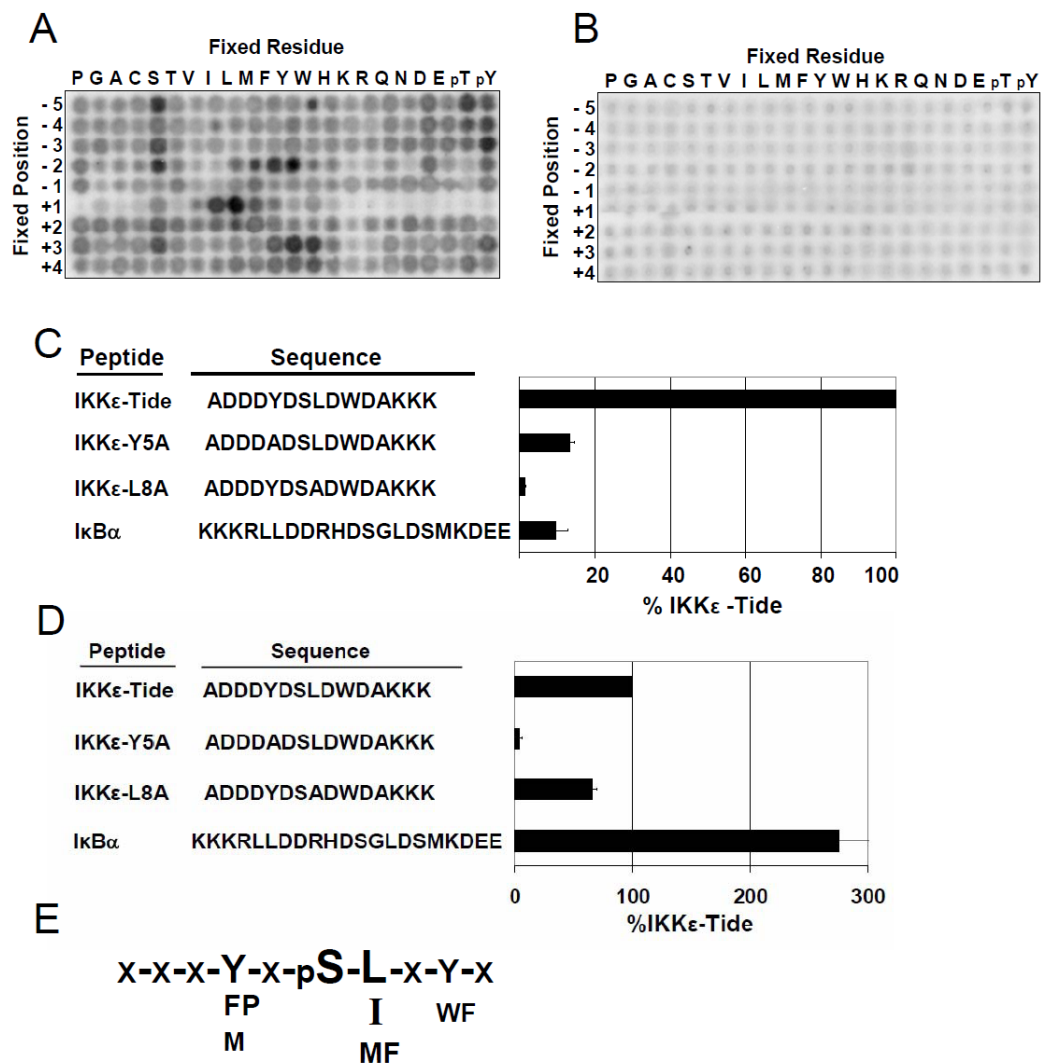 A
Fixed Residue
P G A C S T V I L M F Y W H K R Q N D E pT pY
Fixed Position
- 5
- 4
- 3
- 2
- 1
+1
+2
+3
+4
B
Fixed Residue
P G A C S T V I L M F Y W H K R Q N D E pT pY
Fixed Position
- 5
- 4
- 3
- 2
- 1
+1
+2
+3
+4
C
Peptide Sequence
IKKε-Tide ADDDYDSLDWDAKKK
IKKε-Y5A ADDDADSLDWDAKKK
IKKε-L8A ADDDYDSADWDAKKK
IκBα KKKRLLDDRHDSGLDSMKDEE
20 40 60 80 100
% IKKε -Tide
D
Peptide Sequence
IKKε-Tide ADDDYDSLDWDAKKK
IKKε-Y5A ADDDADSLDWDAKKK
IKKε-L8A ADDDYDSADWDAKKK
IκBα KKKRLLDDRHDSGLDSMKDEE
0 100 200 300
%IKKε-Tide
E
x-x-x-Y-x-pS-L-x-Y-x
FP I WF
M MF